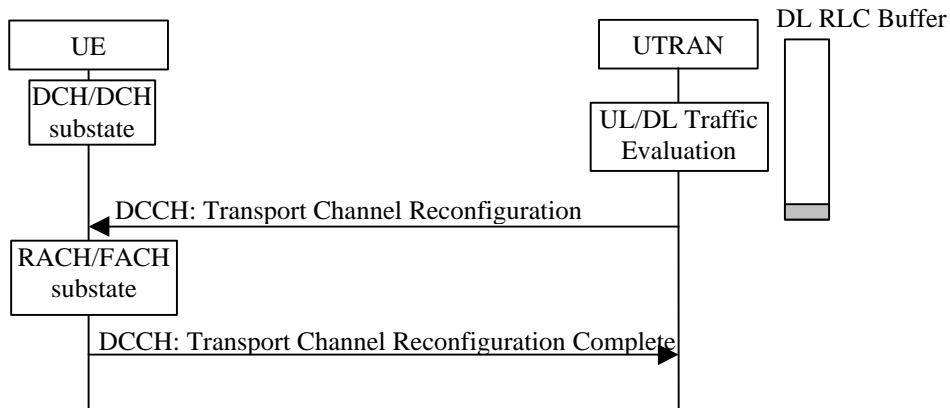 DL RLC Buffer
UE
UTRAN
DCH/DCH
substate
UL/DL Traffic
Evaluation
DCCH: Transport Channel Reconfiguration
RACH/FACH
substate
DCCH: Transport Channel Reconfiguration Complete